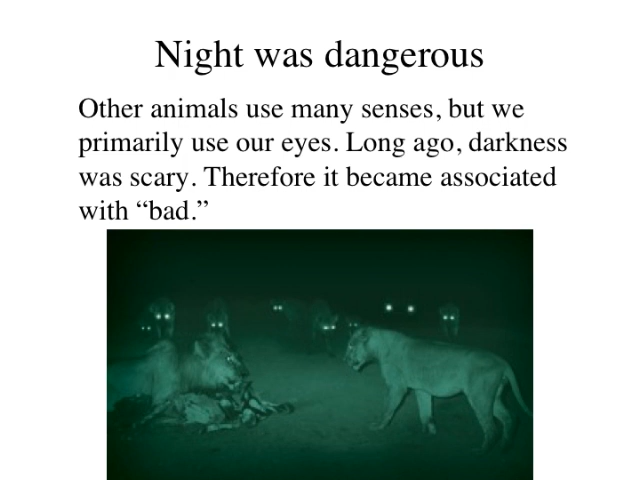 Night was dangerous
Other animals use many senses, but we
primarily use our eyes. Long ago, darkness
was scary. Therefore it became associated
with “bad.”